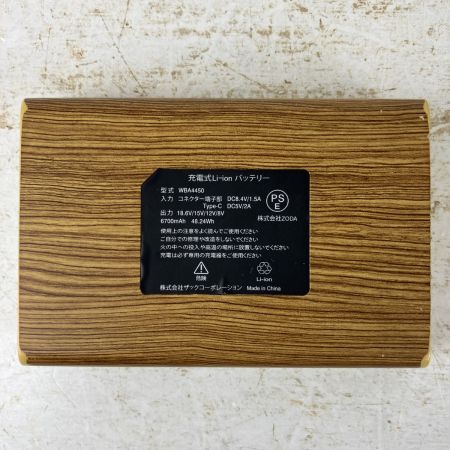 充電式Li-ion バッテリー
型式 WBA4450
入力 コネクター端子部 DC8.4V/1.5A
Type-C DC5V/2A
出力 18.6V/15V/12V/8V
6700mAh 48.24Wh
PSE
株式会社ZODA
使用上の注意をよく読んでご使用ください
ご自分での修理や改造をしないでください
火の中への投入や高温の場所に放置しないでください
充電は必ず専用の充電器をご使用ください
危険
Li-ion
株式会社ザックコーポレーション Made in China